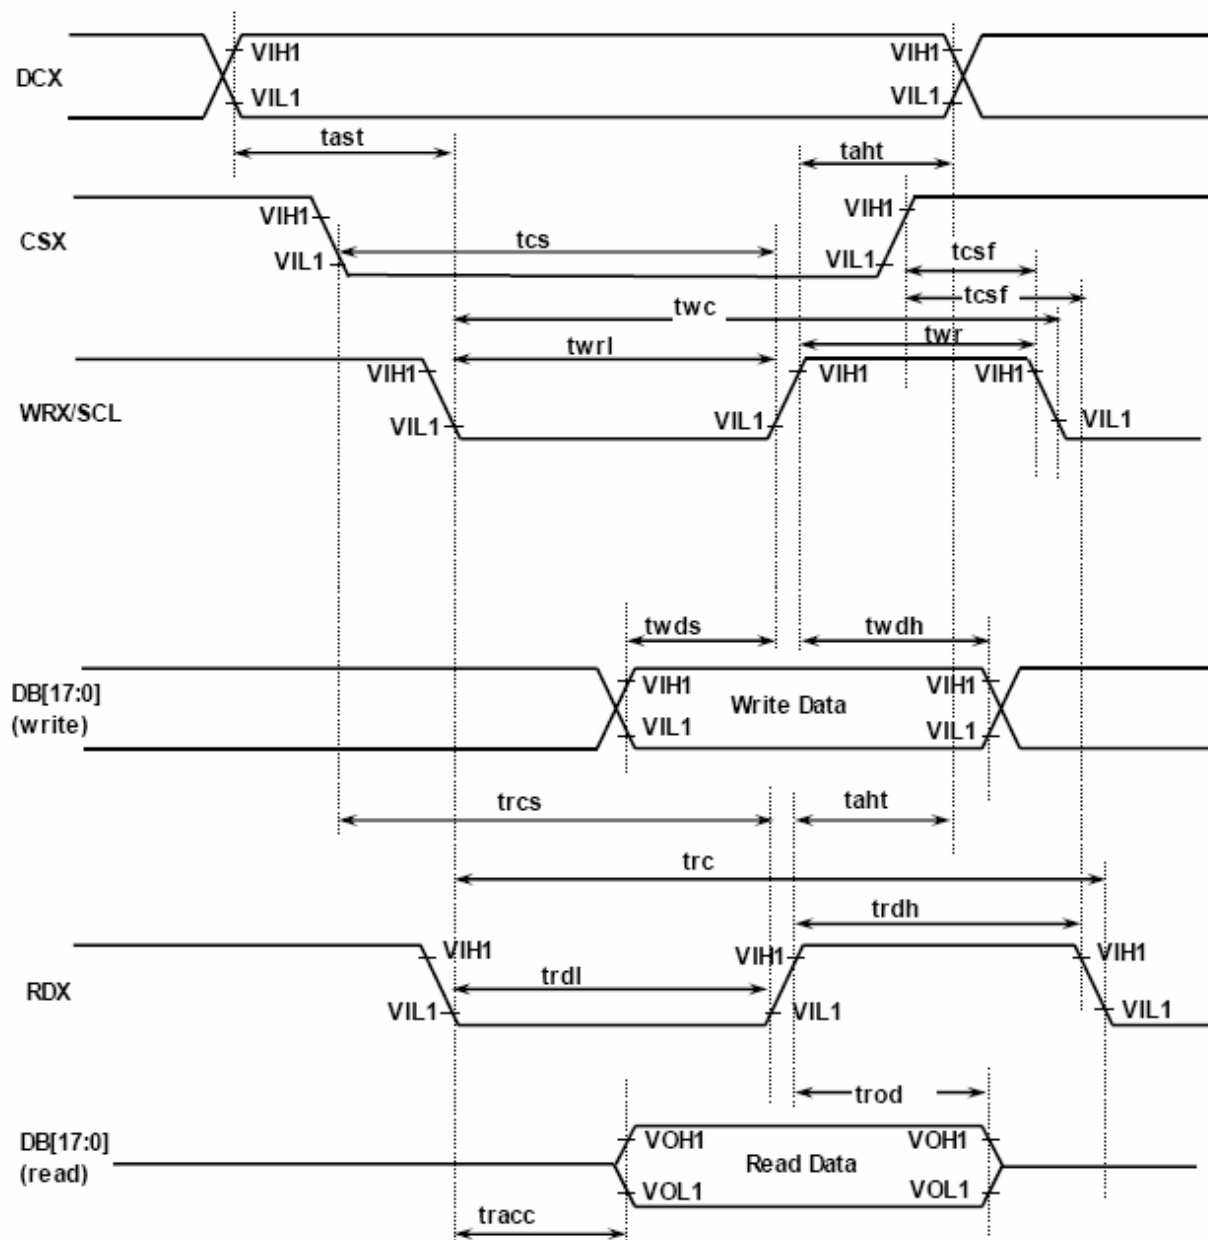 VIH1
VIH1
DCX
VIL1
VIL1
tast
taht
VIH1
VIH1
CSX
tcs
VIL1
VIL1
tcsf
tcsf
twc
twrl
twr
VIH1
VIH1
VIH1
WRX/SCL
VIL1
VIL1
VIL1
twds
twdh
DB[17:0]
(write)
VIH1
VIH1
Write Data
VIL1
VIL1
trcs
taht
trc
trdh
VIH1
VIH1
VIH1
RDX
trdl
VIL1
VIL1
VIL1
trod
DB[17:0]
(read)
VOH1
VOH1
Read Data
VOL1
VOL1
tracc